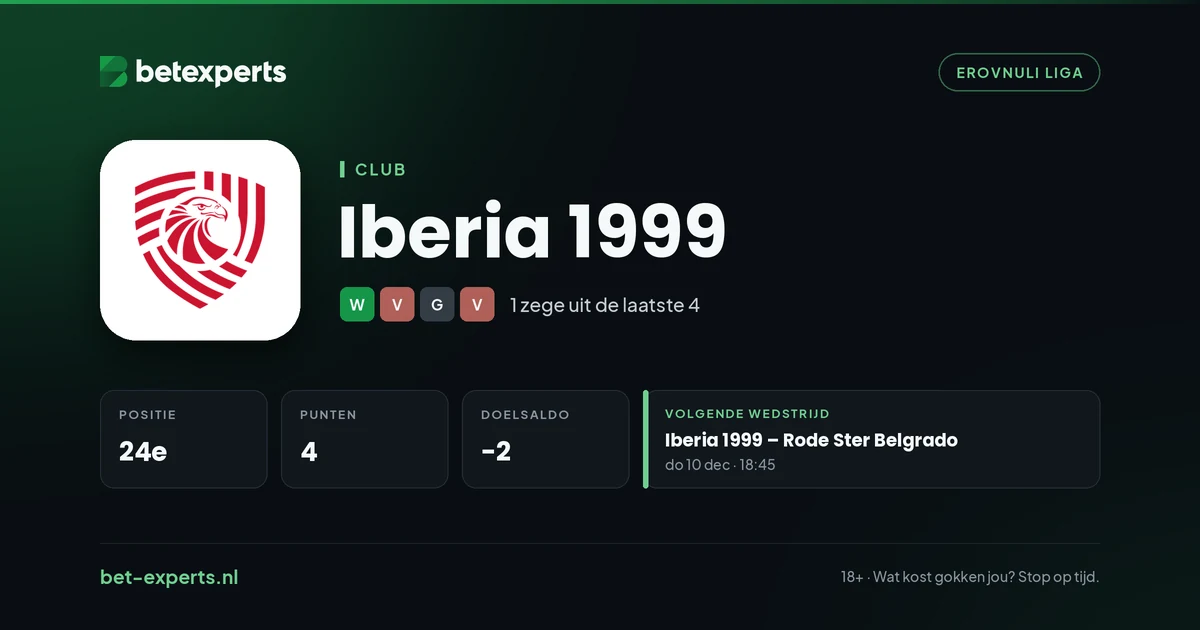 betexperts
EROVNULI LIGA
CLUB
Iberia 1999
W V G V 1 zege uit de laatste 4
POSITIE
24e
PUNTEN
4
DOELSALDO
−2
VOLGENDE WEDSTRIJD
Iberia 1999 – Rode Ster Belgrado
do 10 dec · 18:45
bet-experts.nl
18+ · Wat kost gokken jou? Stop op tijd.